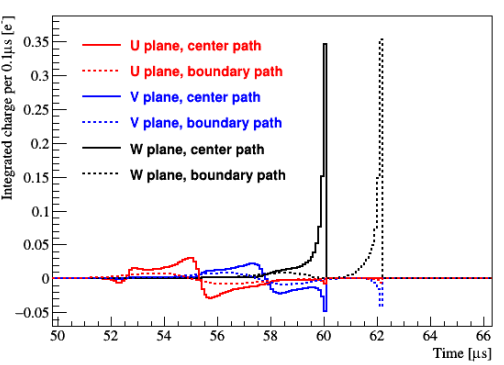 Integrated charge per 0.1μs [e⁻]
0.35
0.3
0.25
0.2
0.15
0.1
0.05
0
−0.05
U plane, center path
U plane, boundary path
V plane, center path
V plane, boundary path
W plane, center path
W plane, boundary path
50 52 54 56 58 60 62 64 66
Time [μs]